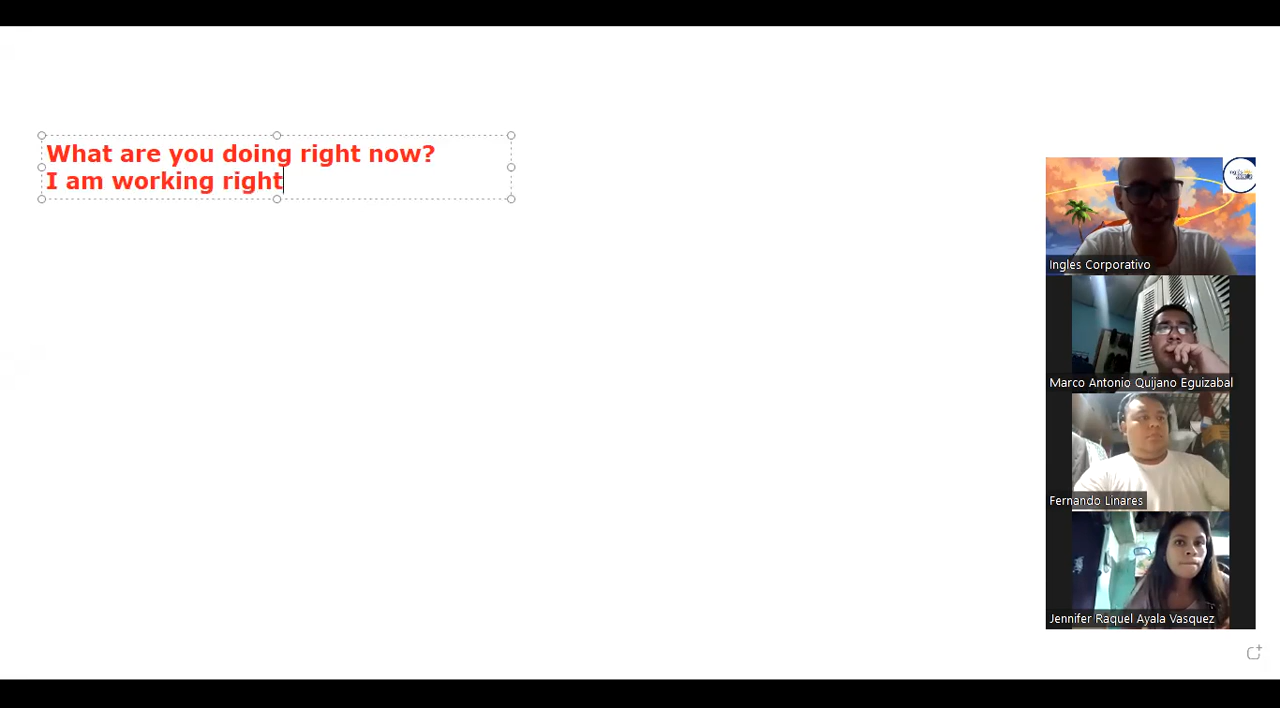 What are you doing right now?
I am working right
Ingles Corporativo
Marco Antonio Quijano Eguizabal
Fernando Linares
Jennifer Raquel Ayala Vasquez